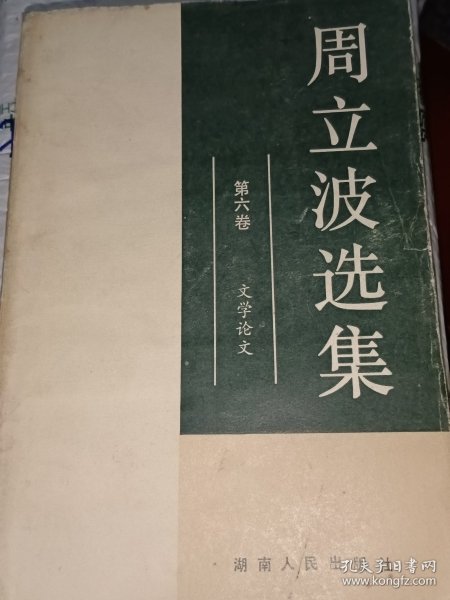 周立波选集
第六卷
文学论文
湖南人民出版社
孔夫子旧书网
www.kongfz.com